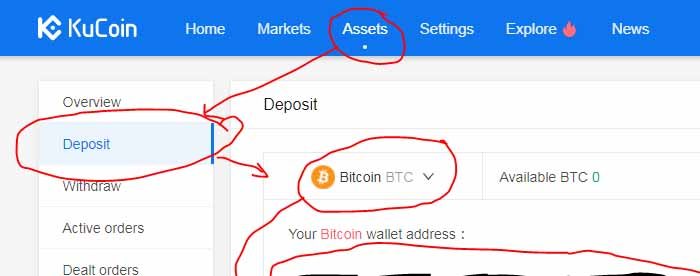 KuCoin Home Markets Assets Settings Explore News
Overview
Deposit
Withdraw
Active orders
Dealt orders
Deposit
Bitcoin BTC Available BTC 0
Your Bitcoin wallet address :